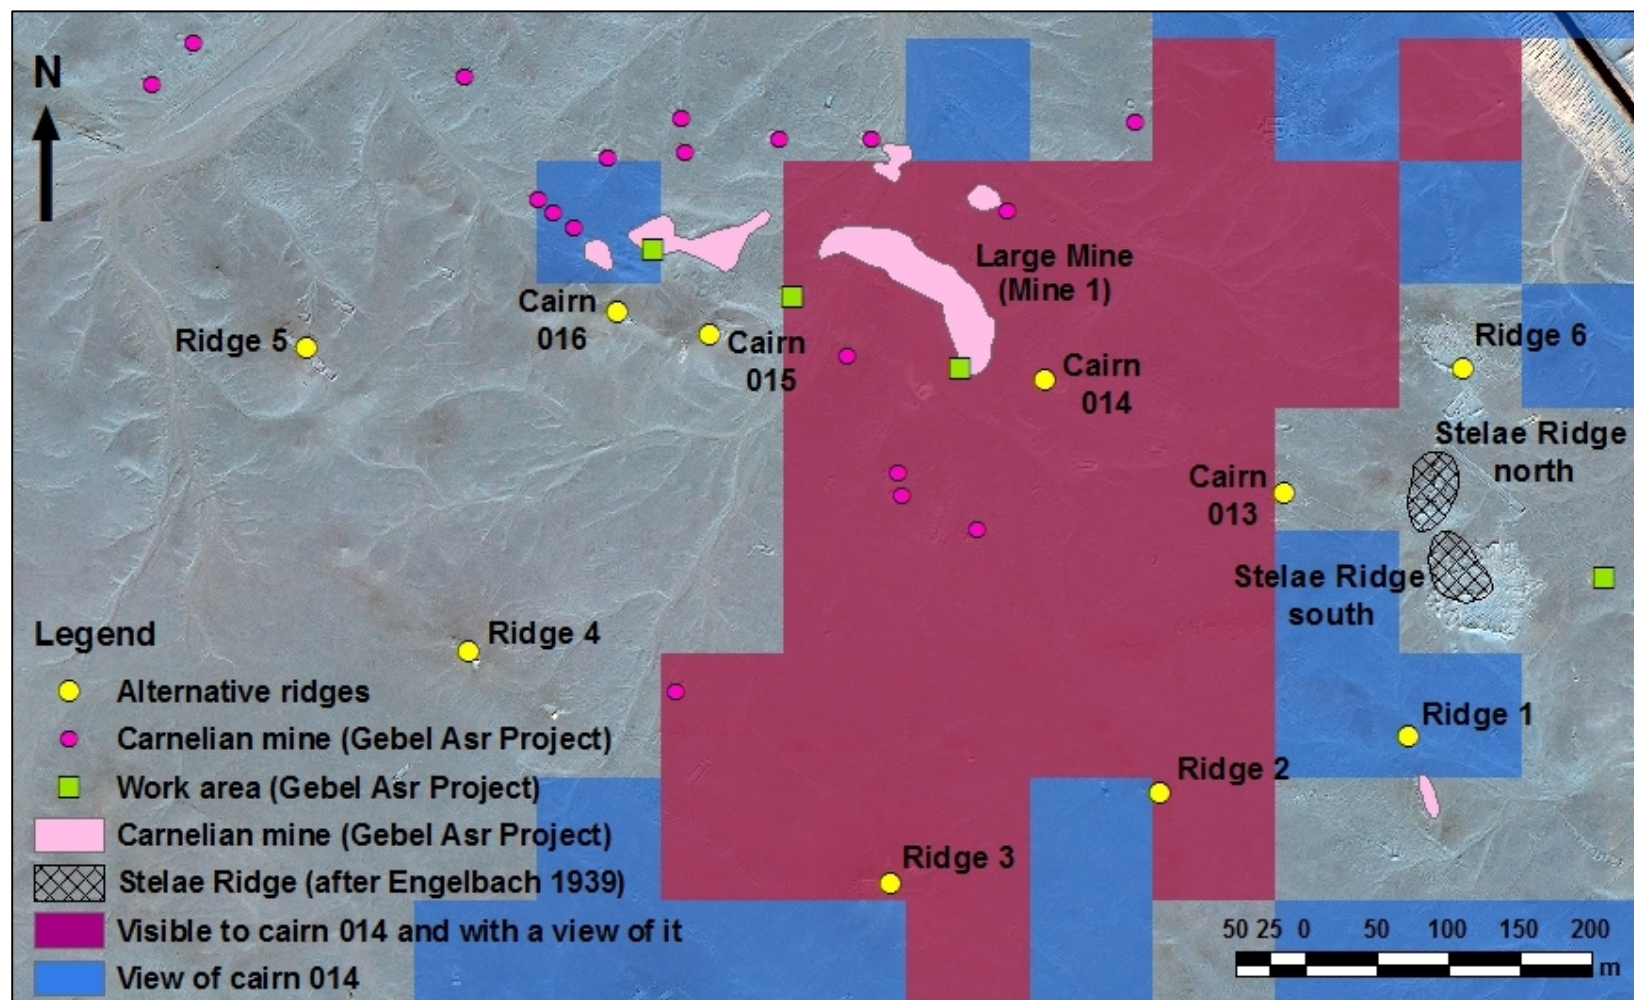 N
Large Mine
(Mine 1)
Cairn
016
Ridge 5
Cairn
015
Ridge 6
Cairn
014
Stelae Ridge
north
Cairn
013
Stelae Ridge
south
Ridge 4
Ridge 1
Ridge 2
Ridge 3
Legend
Alternative ridges
Carnelian mine (Gebel Asr Project)
Work area (Gebel Asr Project)
Carnelian mine (Gebel Asr Project)
Stelae Ridge (after Engelbach 1939)
Visible to cairn 014 and with a view of it
View of cairn 014
50 25 0 50 100 150 200
m